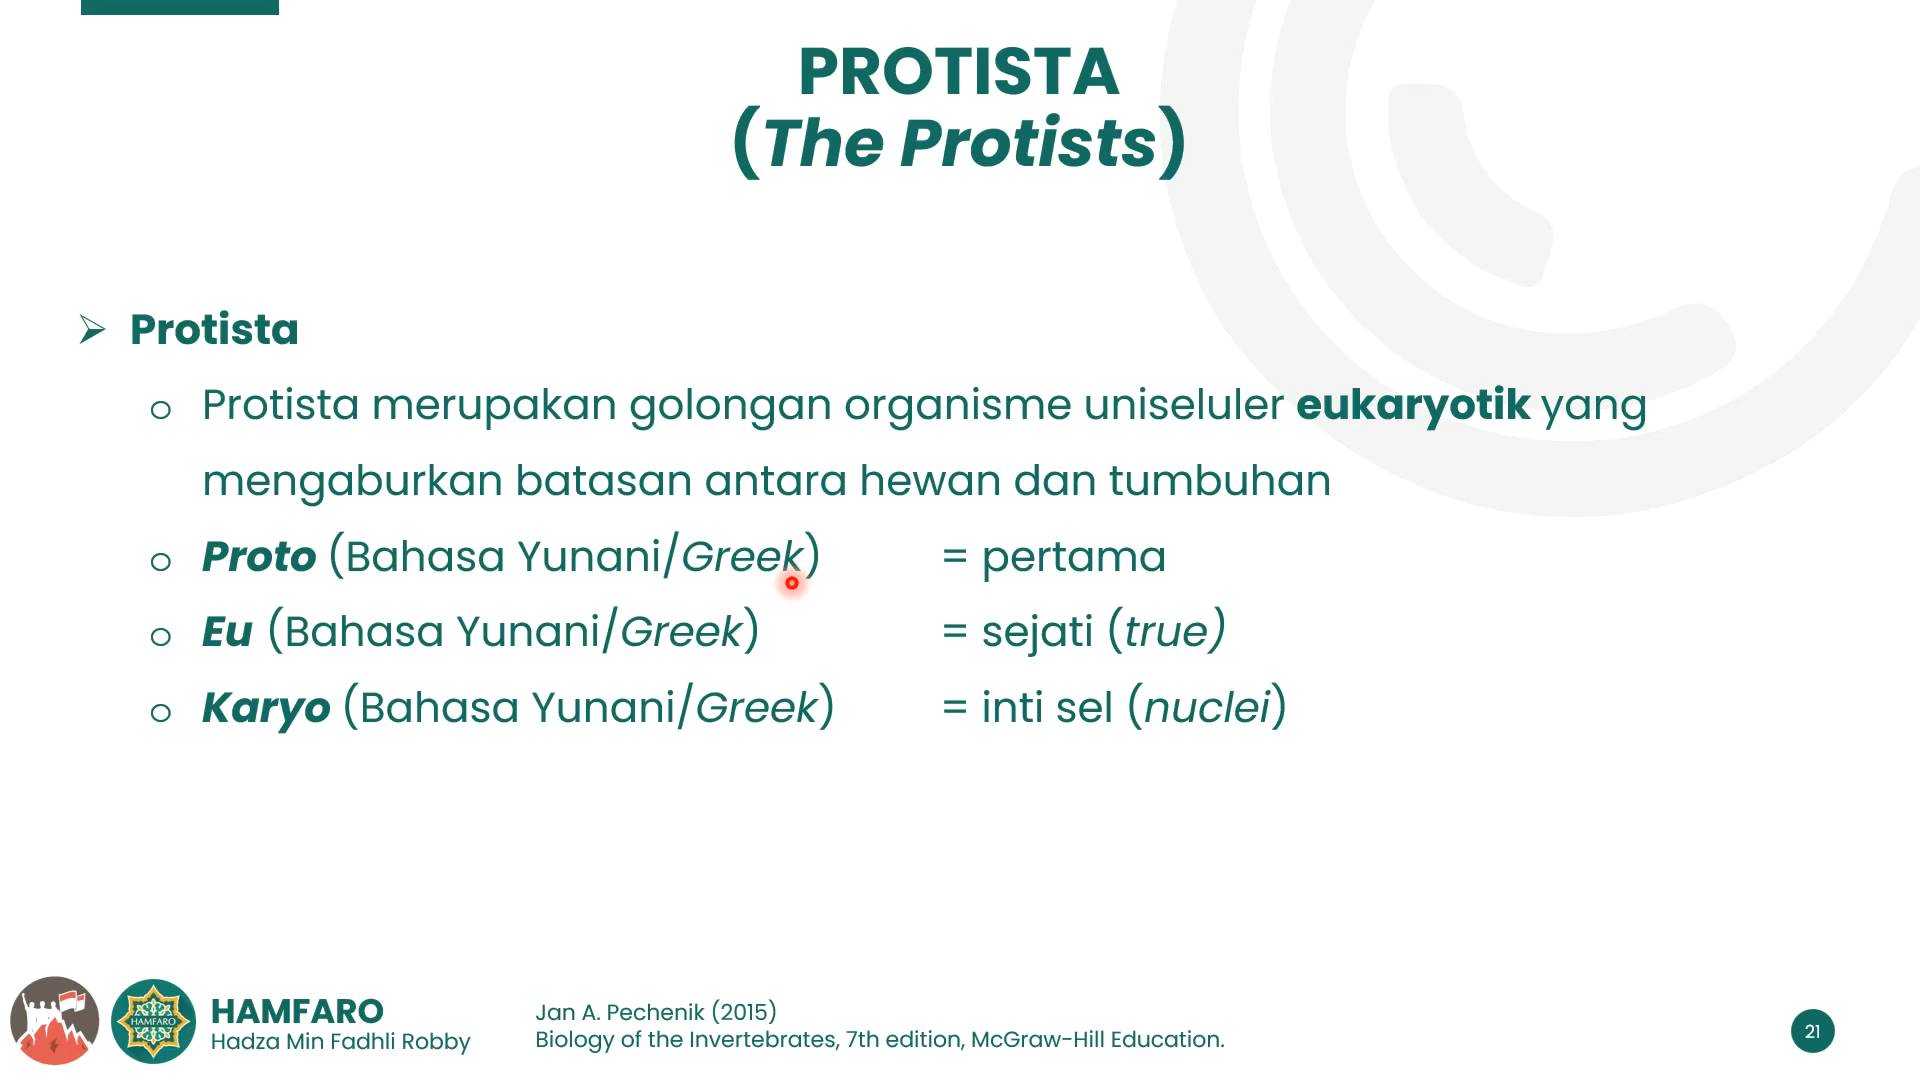 PROTISTA
(The Protists)
➢ Protista
o Protista merupakan golongan organisme uniseluler eukaryotik yang
mengaburkan batasan antara hewan dan tumbuhan
o Proto (Bahasa Yunani/Greek) = pertama
o Eu (Bahasa Yunani/Greek) = sejati (true)
o Karyo (Bahasa Yunani/Greek) = inti sel (nuclei)
HAMFARO
HAMFARO
Hadza Min Fadhli Robby
Jan A. Pechenik (2015)
Biology of the Invertebrates, 7th edition, McGraw-Hill Education.
21